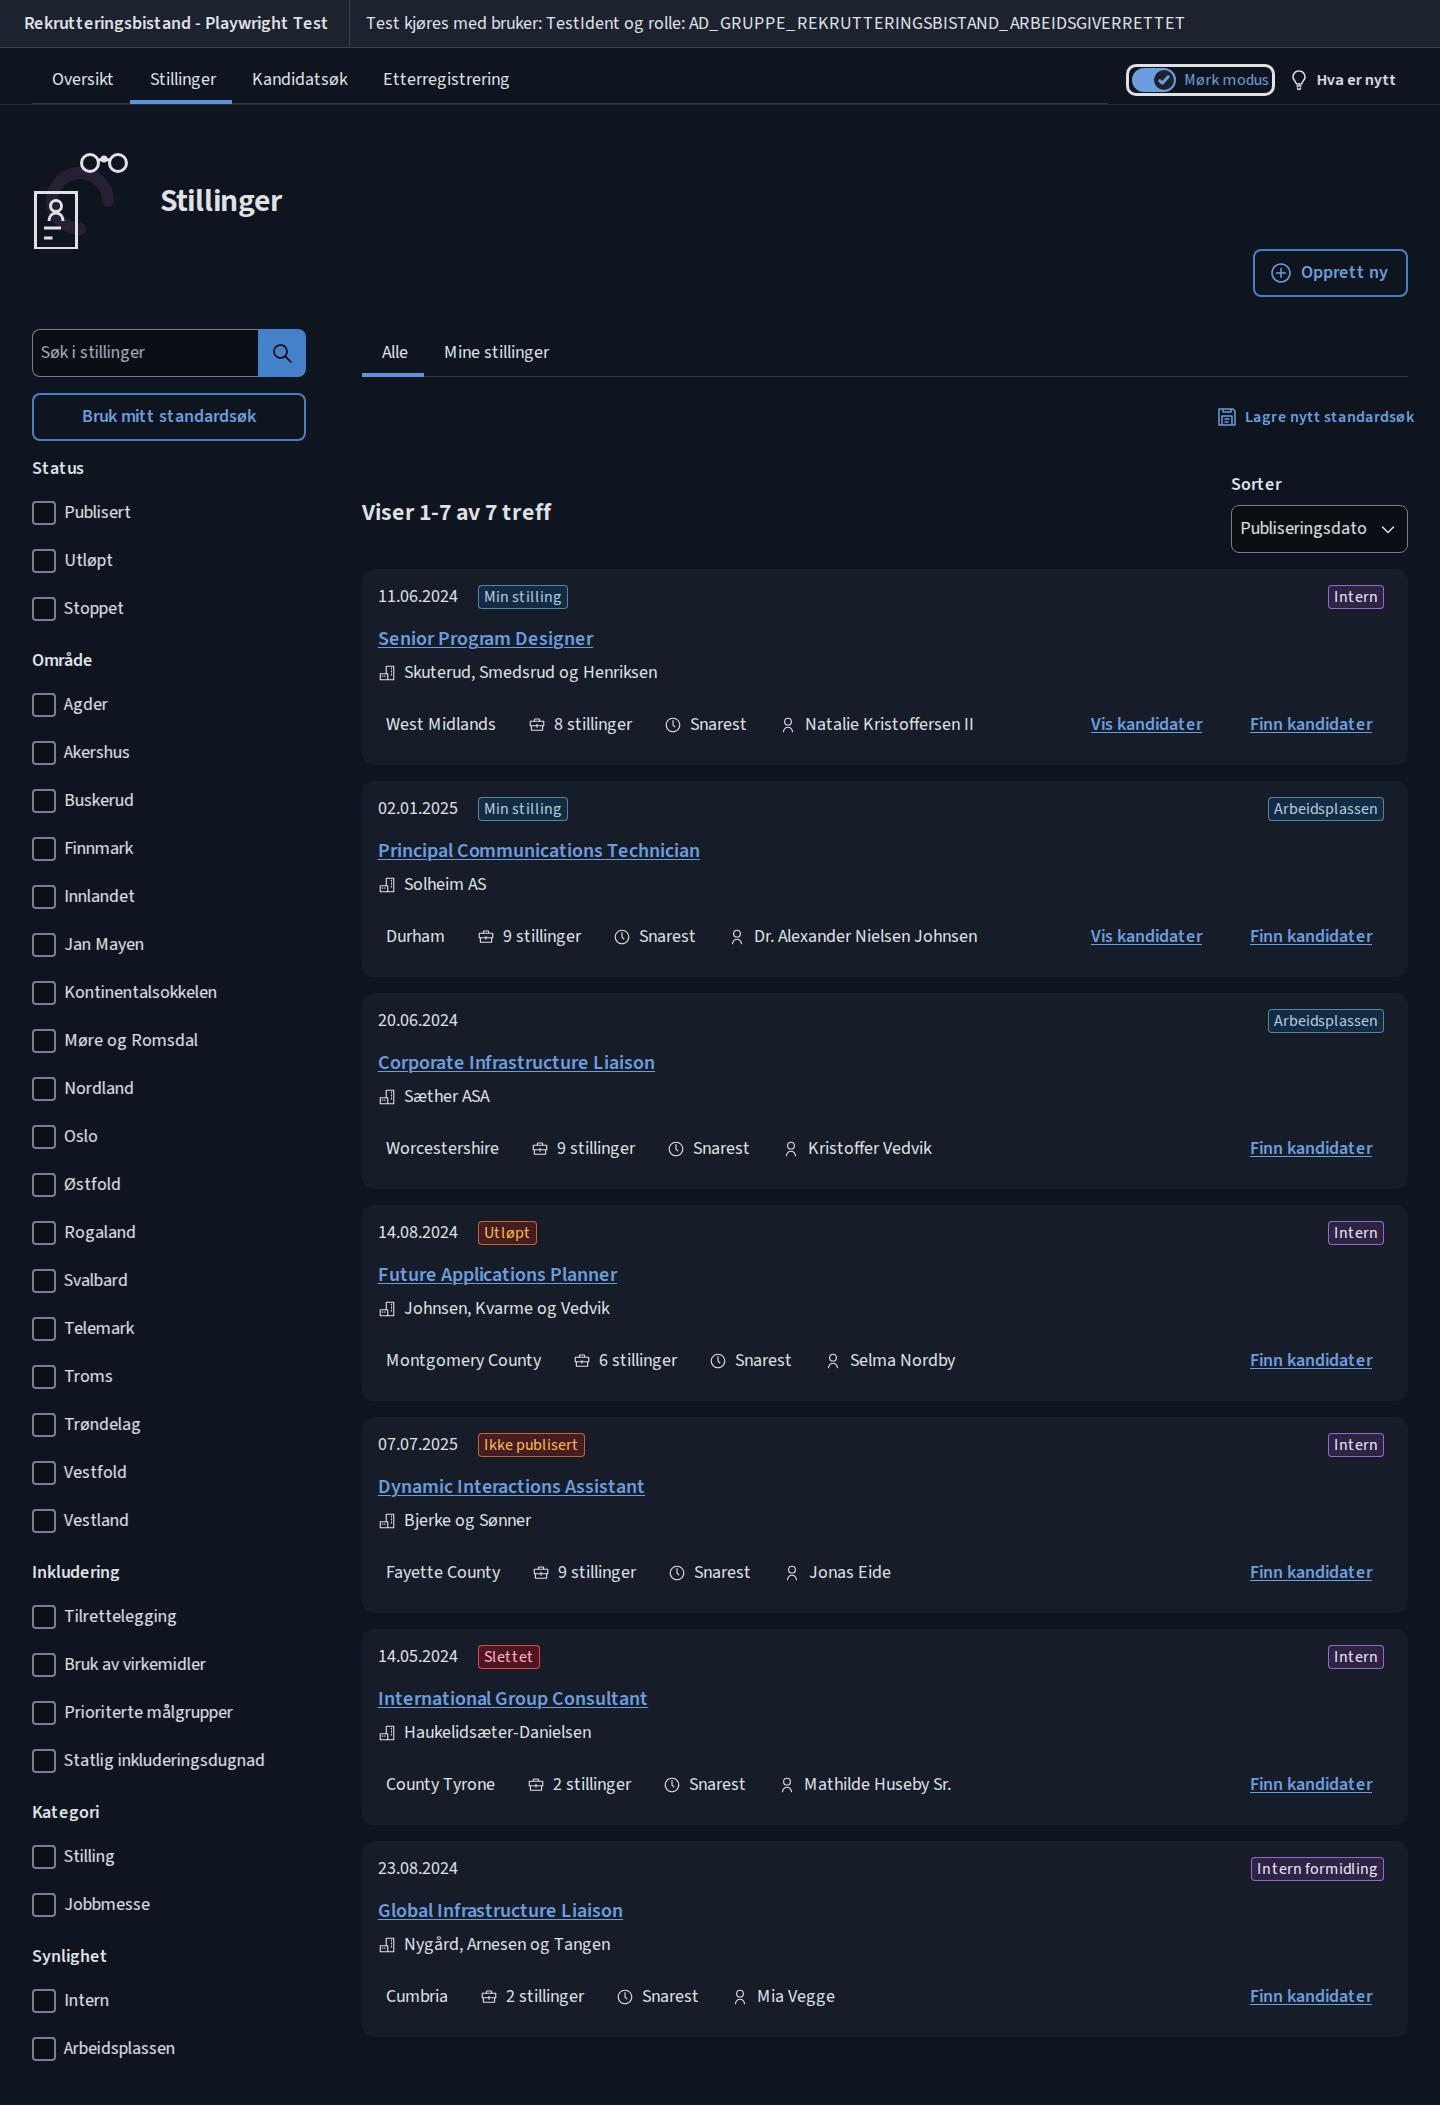 Rekrutteringsbistand - Playwright Test
Test kjøres med bruker: TestIdent og rolle: AD_GRUPPE_REKRUTTERINGSBISTAND_ARBEIDSGIVERRETTET
Oversikt
Stillinger
Kandidatsøk
Etterregistrering
Mørk modus
Hva er nytt
Stillinger
Opprett ny
Søk i stillinger
Bruk mitt standardsøk
Status
Publisert
Utløpt
Stoppet
Område
Agder
Akershus
Buskerud
Finnmark
Innlandet
Jan Mayen
Kontinentalsokkelen
Møre og Romsdal
Nordland
Oslo
Østfold
Rogaland
Svalbard
Telemark
Troms
Trøndelag
Vestfold
Vestland
Inkludering
Tilrettelegging
Bruk av virkemidler
Prioriterte målgrupper
Statlig inkluderingsdugnad
Kategori
Stilling
Jobbmesse
Synlighet
Intern
Arbeidsplassen
Alle
Mine stillinger
Lagre nytt standardsøk
Viser 1-7 av 7 treff
Sorter
Publiseringsdato
11.06.2024 Min stilling Intern
Senior Program Designer
Skuterud, Smedsrud og Henriksen
West Midlands 8 stillinger Snarest Natalie Kristoffersen II Vis kandidater Finn kandidater
02.01.2025 Min stilling Arbeidsplassen
Principal Communications Technician
Solheim AS
Durham 9 stillinger Snarest Dr. Alexander Nielsen Johnsen Vis kandidater Finn kandidater
20.06.2024 Arbeidsplassen
Corporate Infrastructure Liaison
Sæther ASA
Worcestershire 9 stillinger Snarest Kristoffer Vedvik Finn kandidater
14.08.2024 Utløpt Intern
Future Applications Planner
Johnsen, Kvarme og Vedvik
Montgomery County 6 stillinger Snarest Selma Nordby Finn kandidater
07.07.2025 Ikke publisert Intern
Dynamic Interactions Assistant
Bjerke og Sønner
Fayette County 9 stillinger Snarest Jonas Eide Finn kandidater
14.05.2024 Slettet Intern
International Group Consultant
Haukelidsæter-Danielsen
County Tyrone 2 stillinger Snarest Mathilde Huseby Sr. Finn kandidater
23.08.2024 Intern formidling
Global Infrastructure Liaison
Nygård, Arnesen og Tangen
Cumbria 2 stillinger Snarest Mia Vegge Finn kandidater